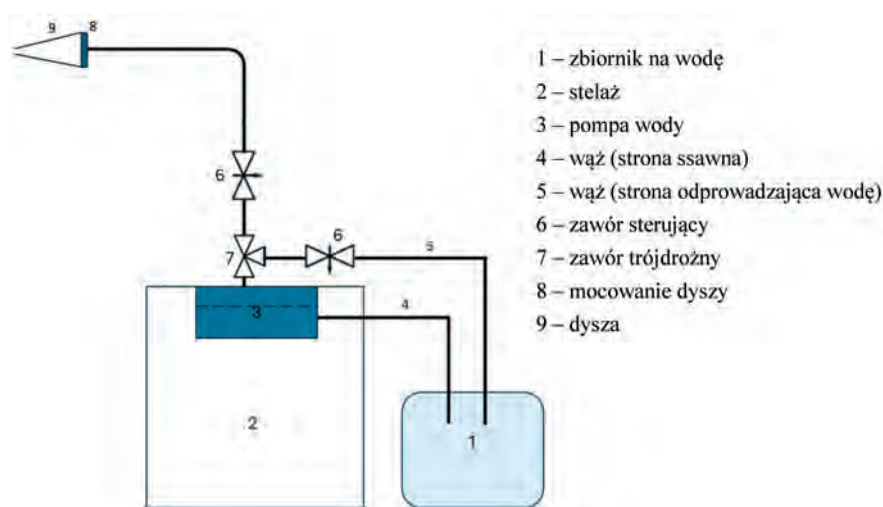 9 8
1 – zbiornik na wodę
2 – stelaż
3 – pompa wody
4 – wąż (strona ssawna)
5 – wąż (strona odprowadzająca wodę)
6 – zawór sterujący
7 – zawór trójdrożny
8 – mocowanie dyszy
9 – dysza
6
6
7
5
3
4
2
1